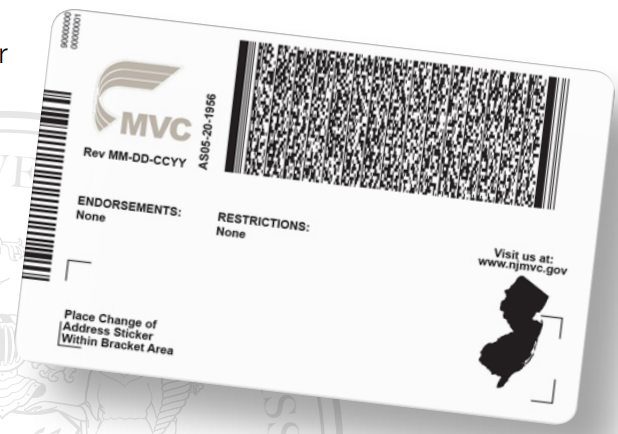 r
90000000
00000001
MVC
Rev MM-DD-CCYY
AS05-20-1956
ENDORSEMENTS:
None
RESTRICTIONS:
None
Visit us at:
www.njmvc.gov
Place Change of
Address Sticker
Within Bracket Area